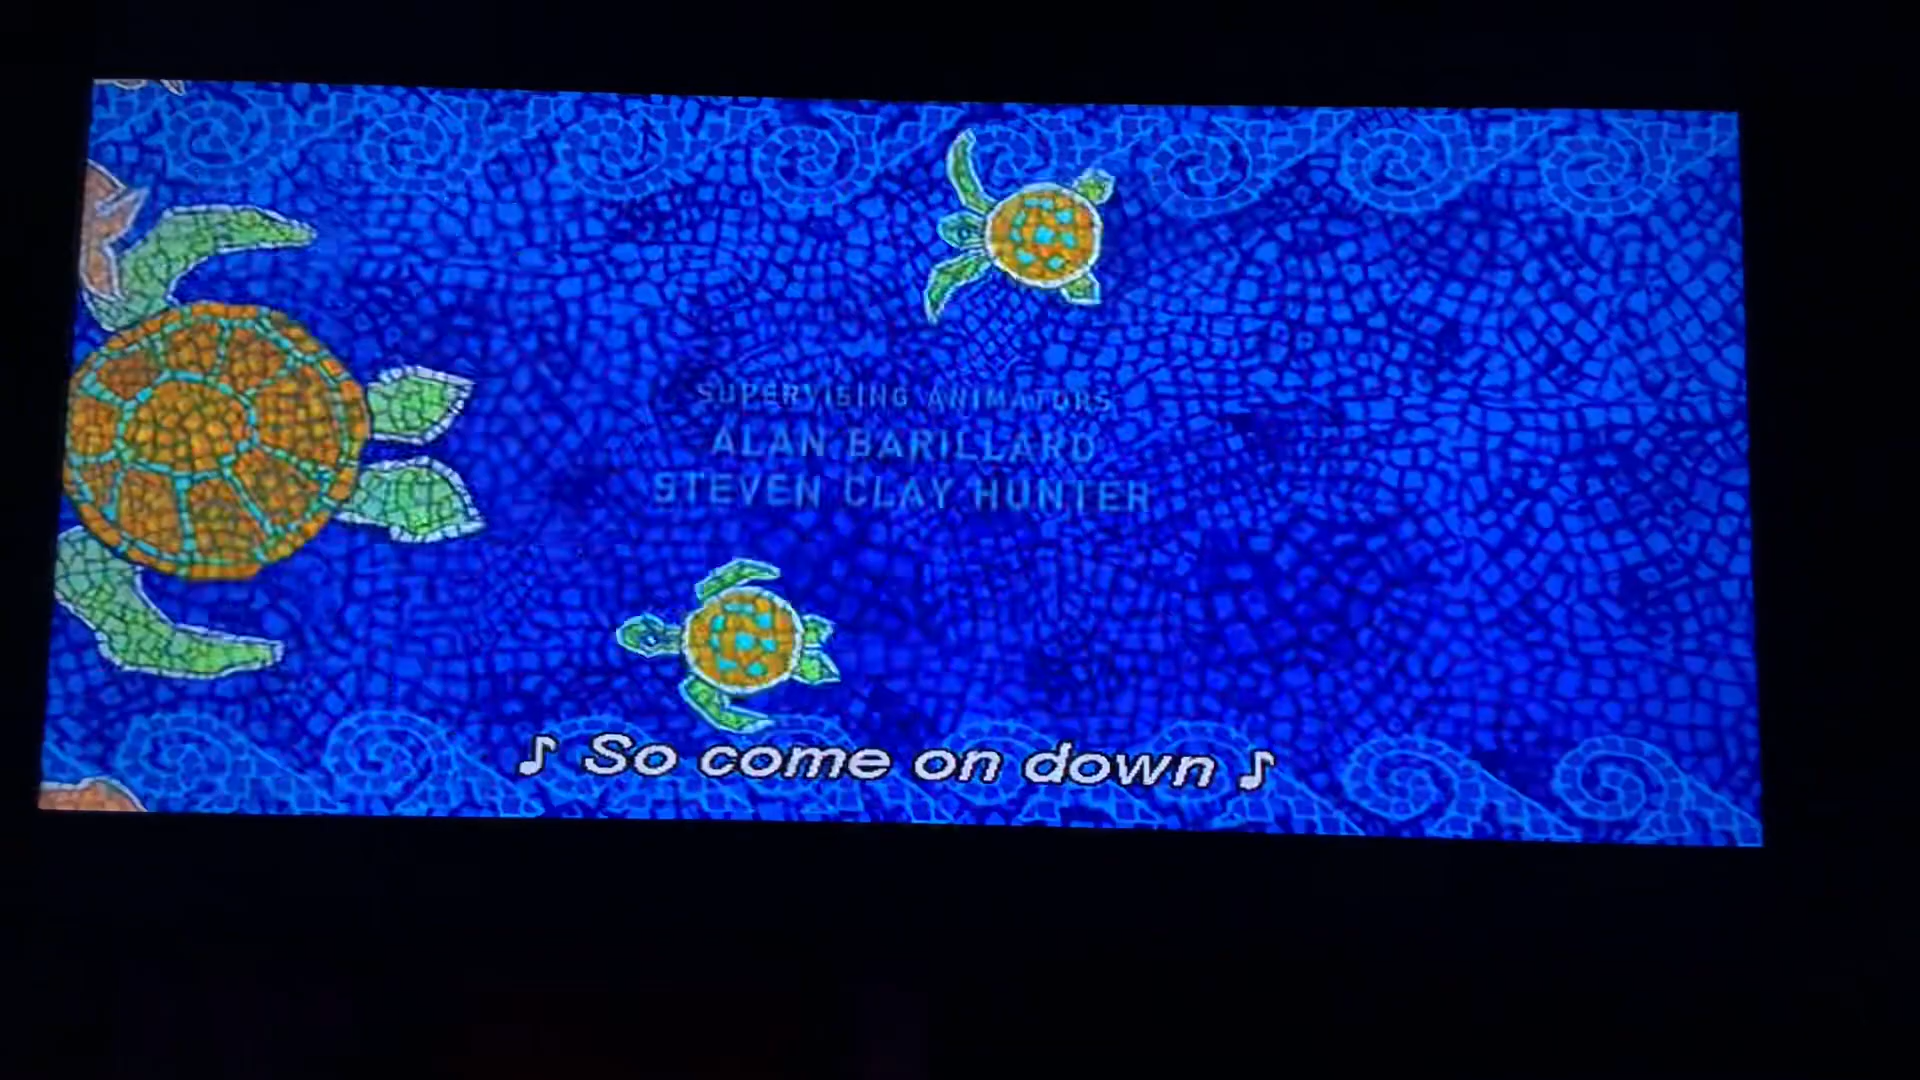 SUPERVISING ANIMATORS
ALAN BARILLARO
STEVEN CLAY HUNTER
♪ So come on down ♪